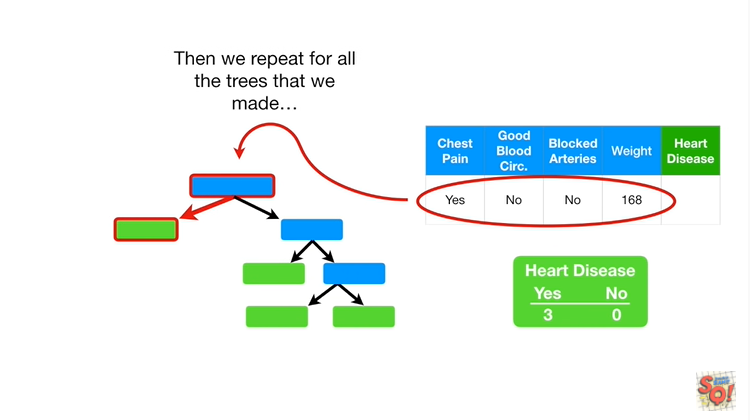 Then we repeat for all
the trees that we
made…
Chest
Pain
Good
Blood
Circ.
Blocked
Arteries
Weight
Heart
Disease
Yes
No
No
168
Heart Disease
Yes No
3 0
SQ!